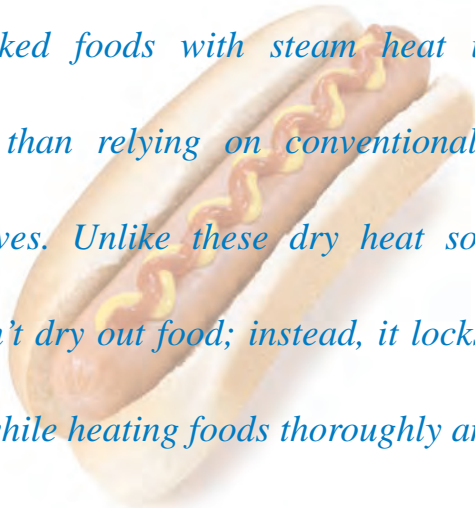 ked foods with steam heat
than relying on conventional
ves. Unlike these dry heat so
't dry out food; instead, it lock
hile heating foods thoroughly a